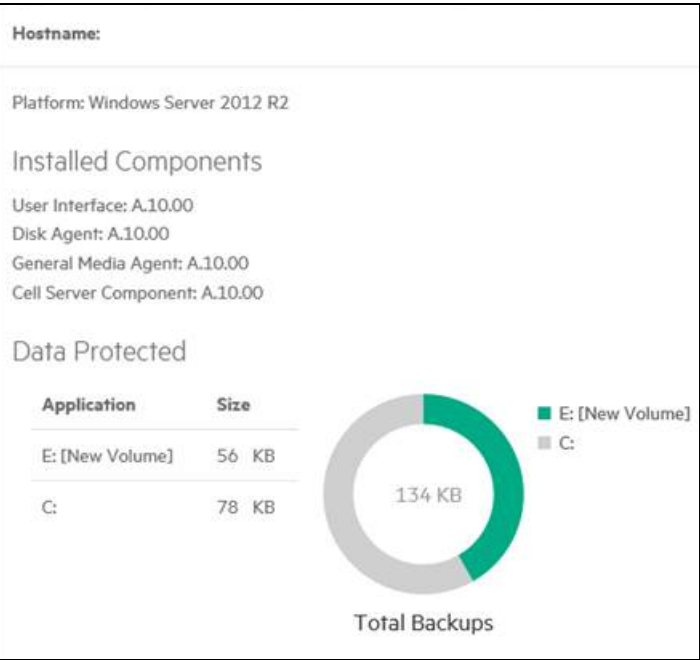 Hostname:
Platform: Windows Server 2012 R2
Installed Components
User Interface: A.10.00
Disk Agent: A.10.00
General Media Agent: A.10.00
Cell Server Component: A.10.00
Data Protected
Application Size
E: [New Volume] 56 KB
C: 78 KB
134 KB
E: [New Volume]
C:
Total Backups